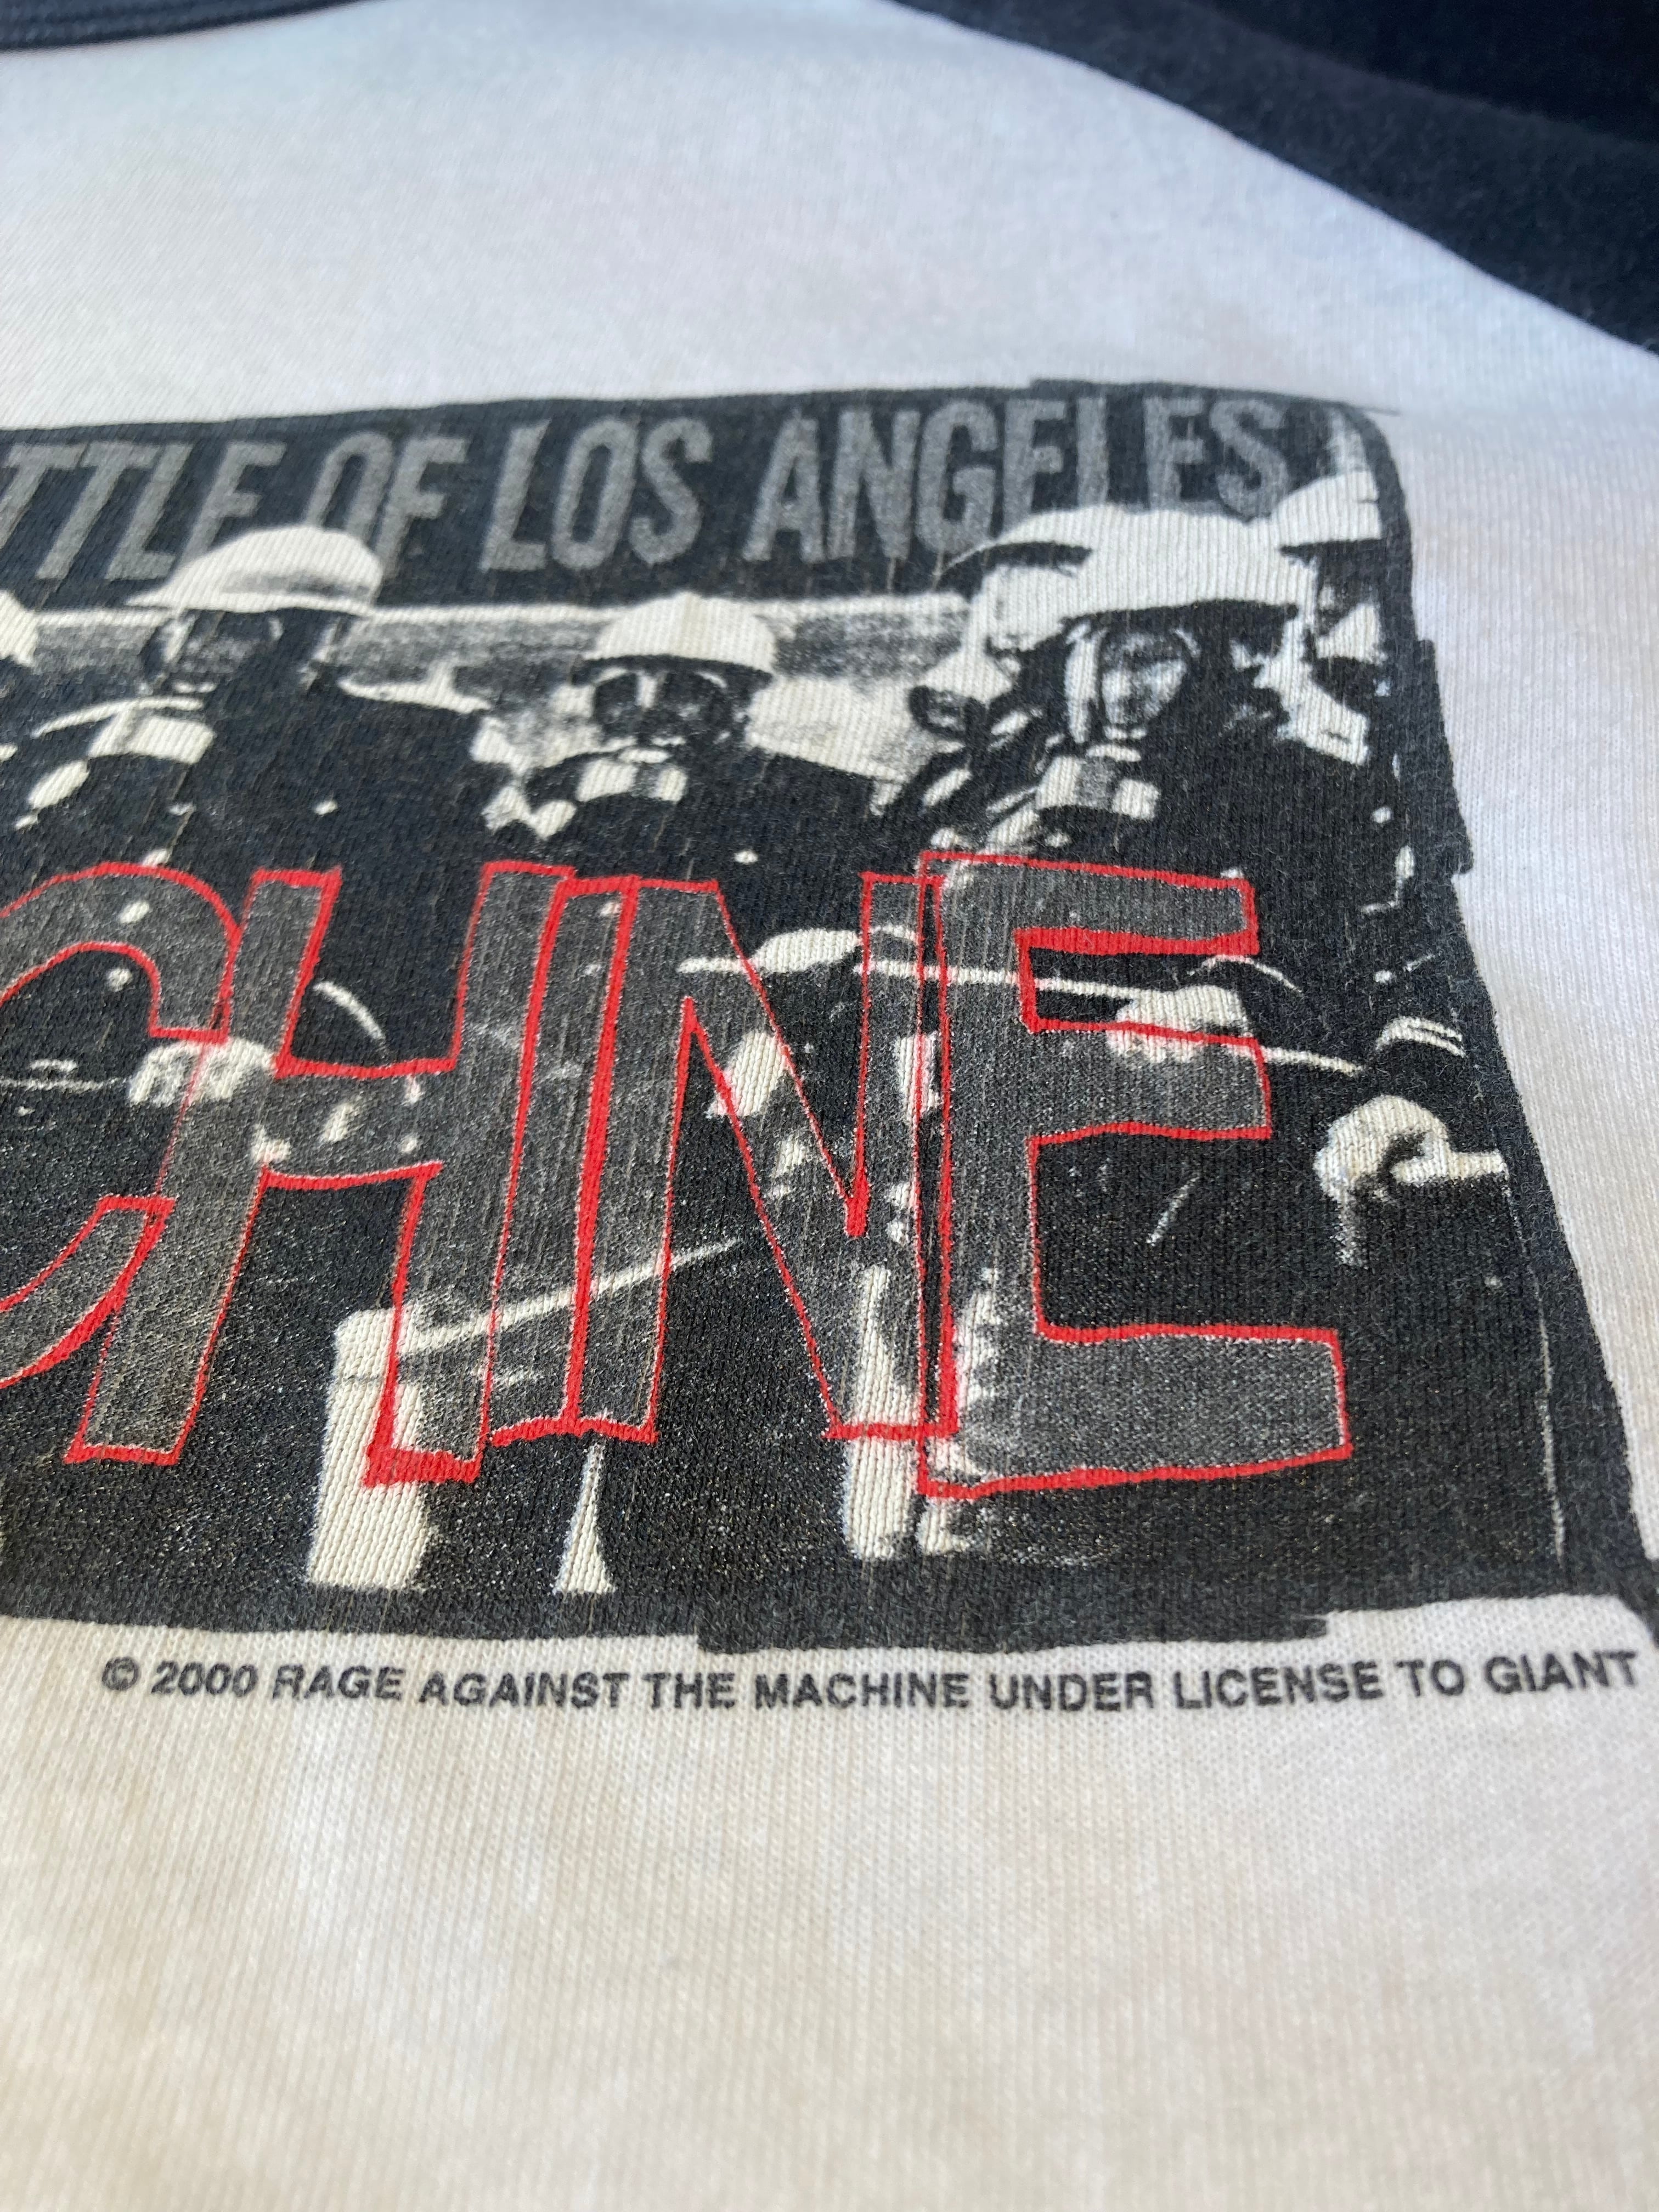 TTLE OF LOS ANGELES
CHINE
© 2000 RAGE AGAINST THE MACHINE UNDER LICENSE TO GIANT